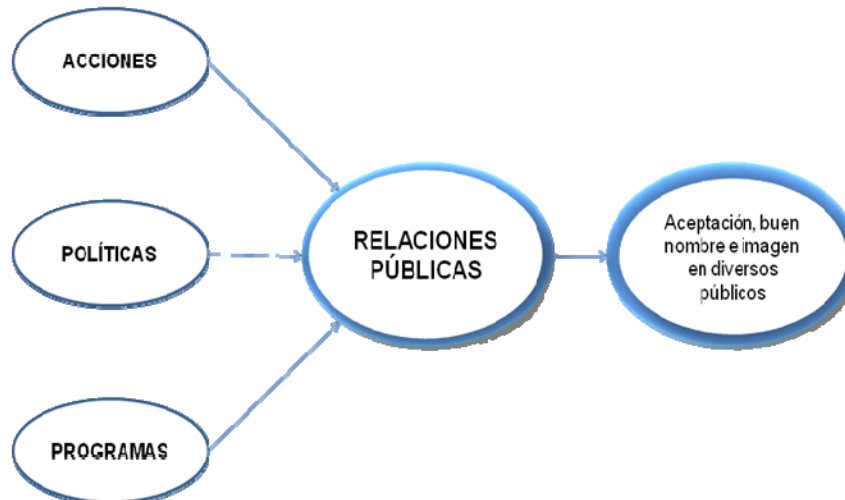 ACCIONES
POLÍTICAS
PROGRAMAS
RELACIONES
PÚBLICAS
Aceptación, buen
nombre e imagen
en diversos
públicos